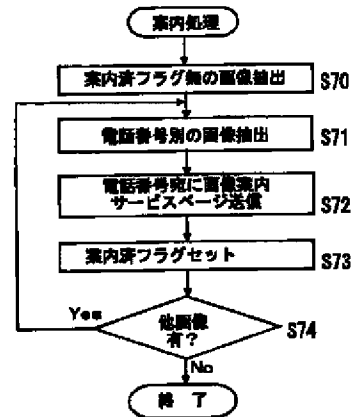 案内処理
案内済フラグ無の画像抽出
S70
電話番号別の画像抽出
S71
電話番号宛に画像案内
サービスページ送信
S72
案内済フラグセット
S73
他画像
有？
S74
Yes
No
終了